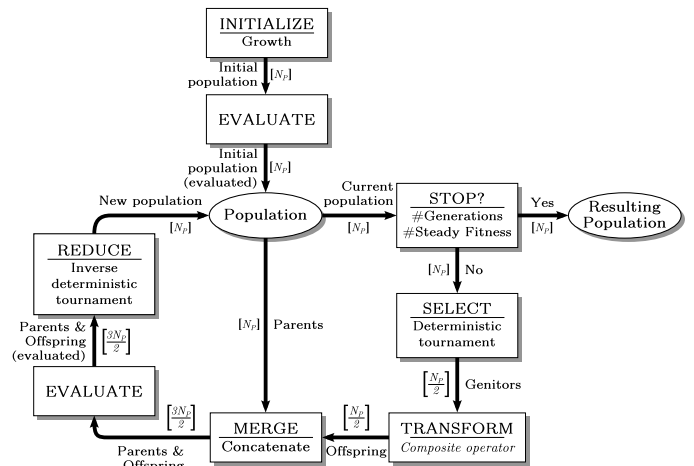 INITIALIZE
Growth
Initial
population
[N_P]
EVALUATE
Initial
population
(evaluated)
[N_P]
Population
New population
[N_P]
Current
population
[N_P]
STOP?
#Generations
#Steady Fitness
Yes
[N_P]
Resulting
Population
REDUCE
Inverse
deterministic
tournament
[N_P] No
SELECT
Deterministic
tournament
[N_P] Parents
Parents &
Offspring
(evaluated)
[3N_P/2]
EVALUATE
[N_P/2] Genitors
[3N_P/2]
MERGE
Concatenate
[N_P/2]
Offspring
TRANSFORM
Composite operator
Parents &
Offspring